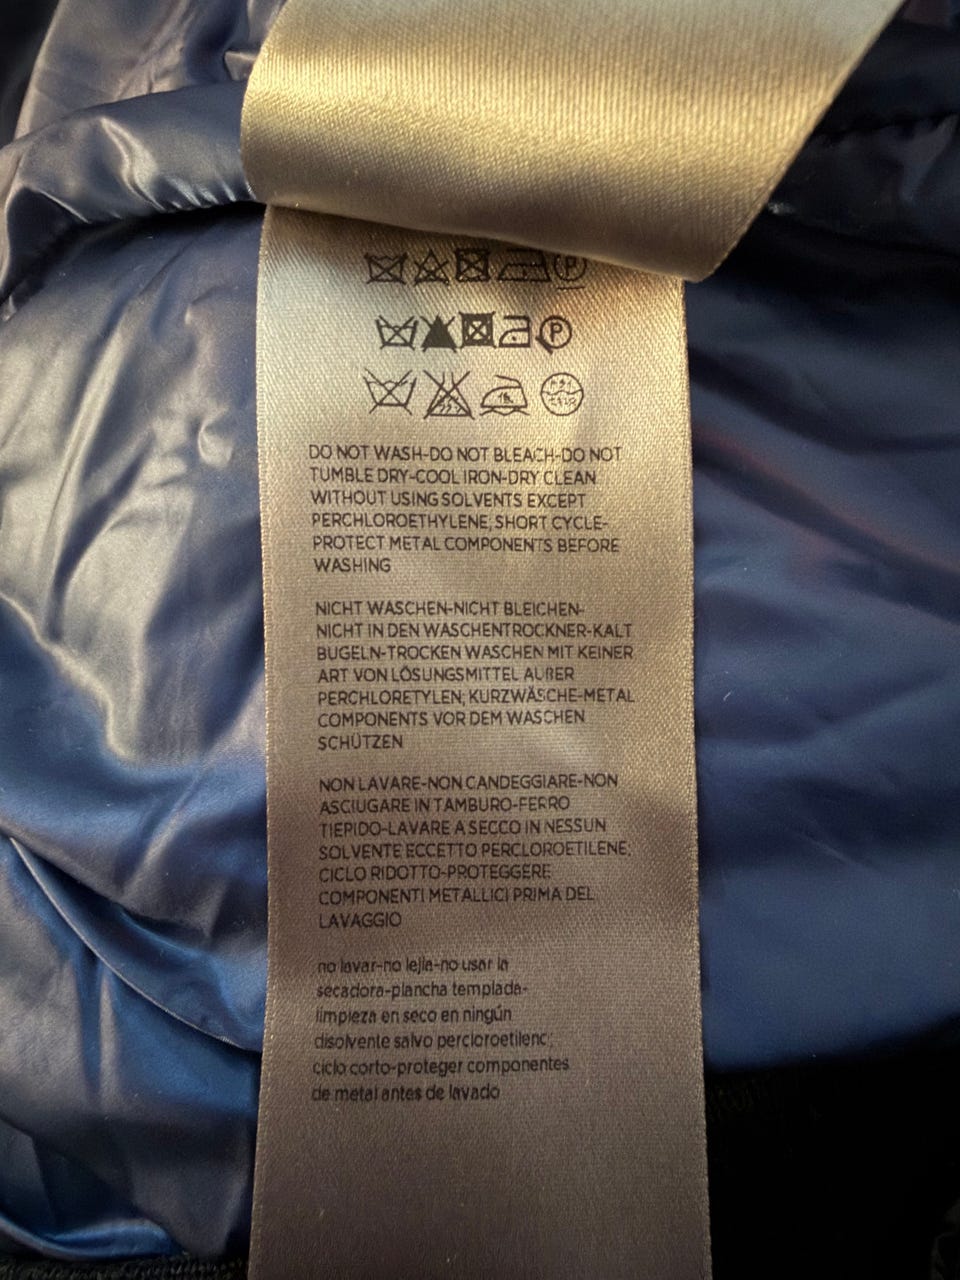 DO NOT WASH-DO NOT BLEACH-DO NOT
TUMBLE DRY-COOL IRON-DRY CLEAN
WITHOUT USING SOLVENTS EXCEPT
PERCHLOROETHYLENE; SHORT CYCLE-
PROTECT METAL COMPONENTS BEFORE
WASHING
NICHT WASCHEN-NICHT BLEICHEN-
NICHT IN DEN WASCHENTROCKNER-KALT
BUGELN-TROCKEN WASCHEN MIT KEINER
ART VON LÖSUNGSMITTEL AUßER
PERCHLORETYLEN; KURZWÄSCHE-METAL
COMPONENTS VOR DEM WASCHEN
SCHÜTZEN
NON LAVARE-NON CANDEGGIARE-NON
ASCIUGARE IN TAMBURO-FERRO
TIEPIDO-LAVARE A SECCO IN NESSUN
SOLVENTE ECCETTO PERCLOROETILENE;
CICLO RIDOTTO-PROTEGGERE
COMPONENTI METALLICI PRIMA DEL
LAVAGGIO
no lavar-no lejia-no usar la
secadora-plancha templada-
limpieza en seco en ningún
disolvente salvo percloroetilenc;
ciclo corto-proteger componentes
de metal antes de lavado